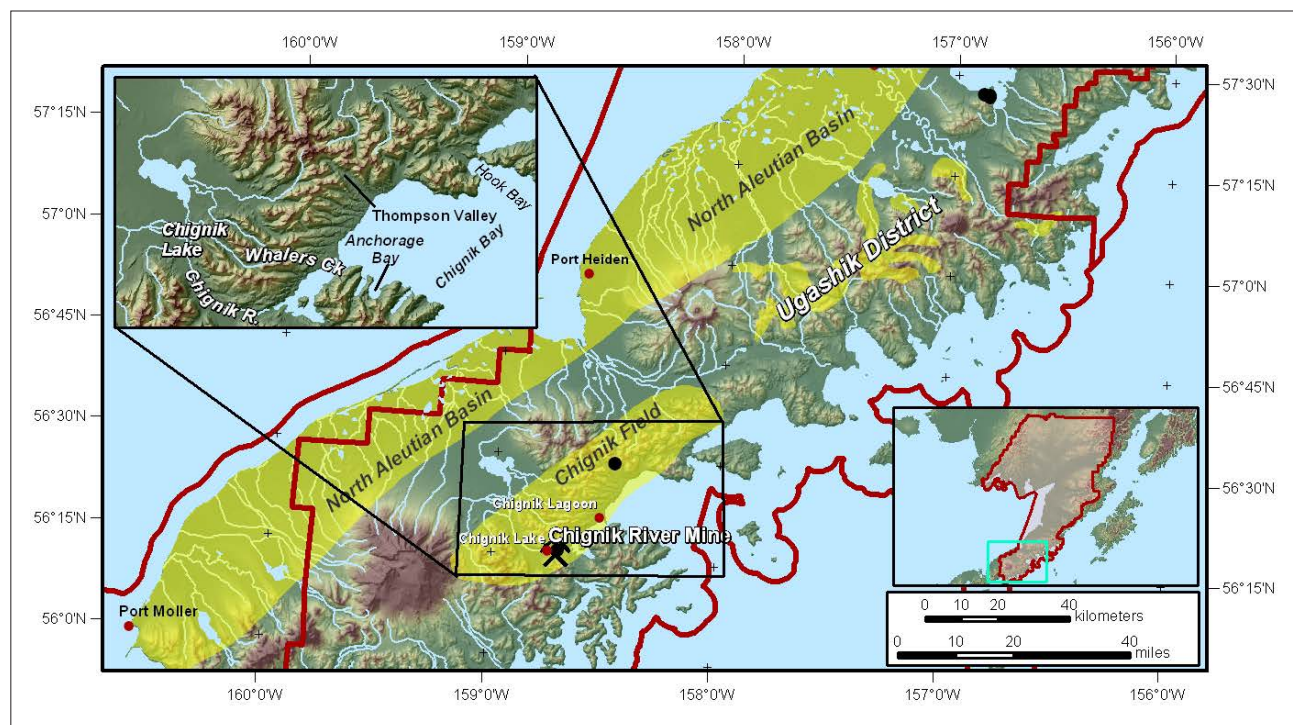 160°0'W
159°0'W
158°0'W
157°0'W
156°0'W
57°15'N
57°0'N
56°45'N
56°30'N
56°15'N
56°0'N
57°30'N
57°15'N
57°0'N
56°45'N
56°30'N
56°15'N
Hook Bay
Thompson Valley
Chignik
Lake
Whalers Ck
Anchorage
Bay
Chignik Bay
Chignik R.
North Aleutian Basin
Port Heiden
Ugashik District
North Aleutian Basin
Chignik Field
Chignik Lagoon
Chignik Lake
Chignik River Mine
Port Moller
0 10 20 40
kilometers
0 10 20 40
miles
160°0'W
159°0'W
158°0'W
157°0'W
156°0'W